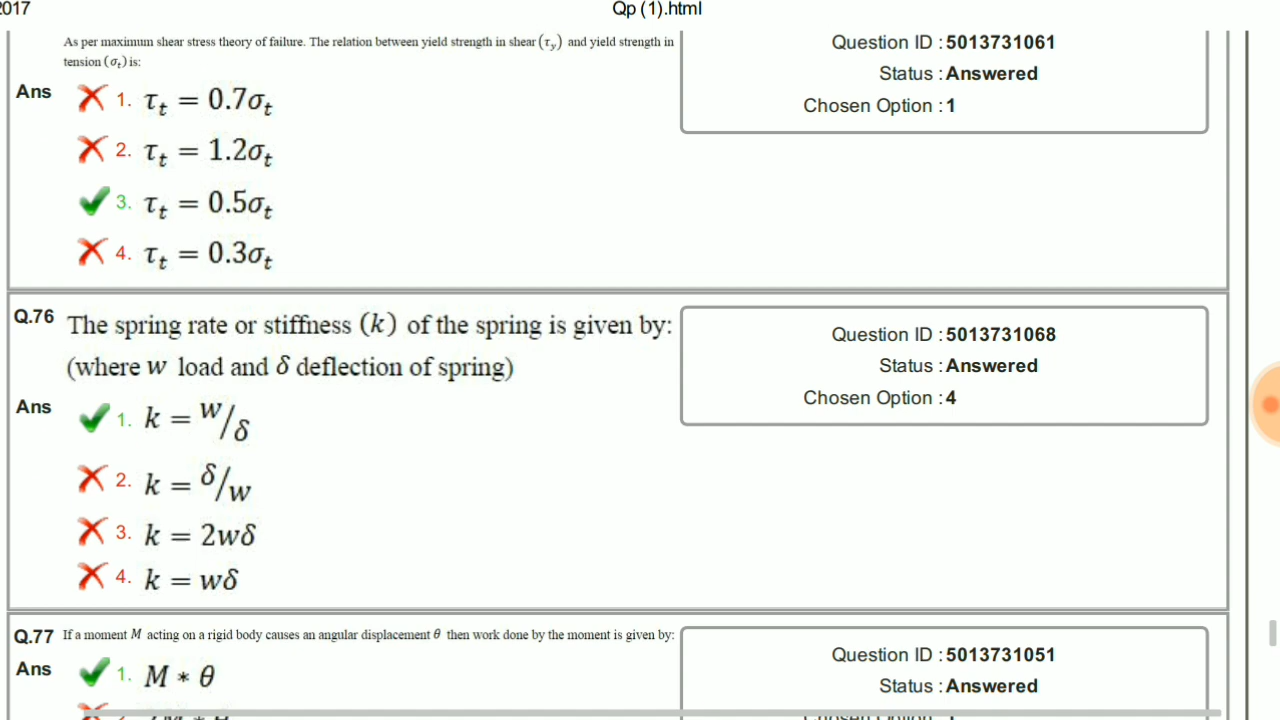 2017
Qp (1).html
As per maximum shear stress theory of failure. The relation between yield strength in shear (τy) and yield strength in
tension (σt) is:
Question ID : 5013731061
Status : Answered
Chosen Option : 1
Ans
1. τt = 0.7σt
2. τt = 1.2σt
3. τt = 0.5σt
4. τt = 0.3σt
Q.76 The spring rate or stiffness (k) of the spring is given by:
(where w load and δ deflection of spring)
Question ID : 5013731068
Status : Answered
Chosen Option : 4
Ans
1. k = w/δ
2. k = δ/w
3. k = 2wδ
4. k = wδ
Q.77 If a moment M acting on a rigid body causes an angular displacement θ then work done by the moment is given by:
Question ID : 5013731051
Status : Answered
Ans
1. M * θ